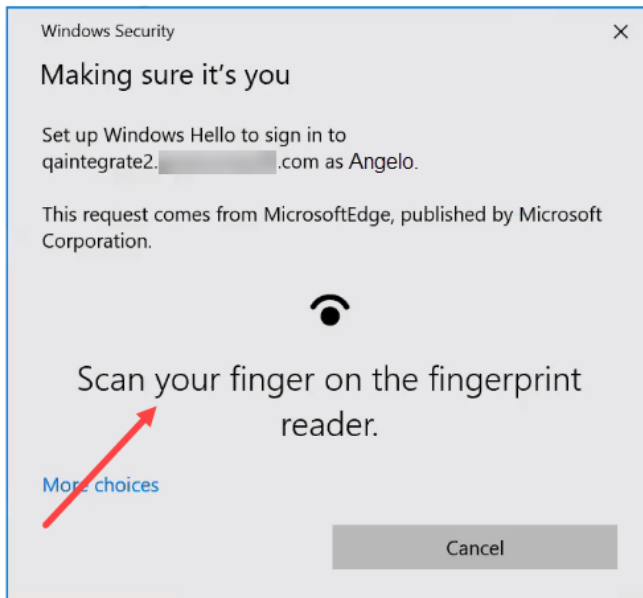 Windows Security
Making sure it's you
Set up Windows Hello to sign in to
qaintegrate2. .com as Angelo.
This request comes from MicrosoftEdge, published by Microsoft
Corporation.
Scan your finger on the fingerprint
reader.
More choices
Cancel